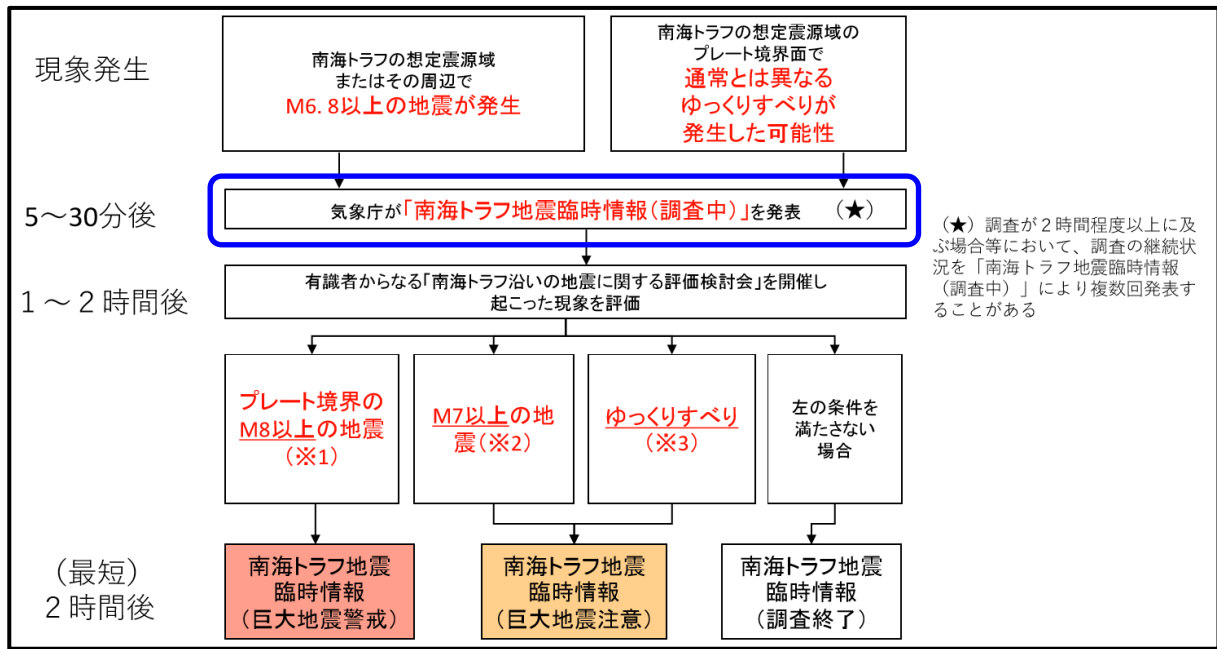 現象発生
南海トラフの想定震源域
またはその周辺で
M6.8以上の地震が発生
南海トラフの想定震源域の
プレート境界面で
通常とは異なる
ゆっくりすべりが
発生した可能性
5～30分後
気象庁が「南海トラフ地震臨時情報(調査中)」を発表 (★)
(★)調査が2時間程度以上に及
ぶ場合等において、調査の継続状
況を「南海トラフ地震臨時情報
(調査中)」により複数回発表す
ることがある
1～2時間後
有識者からなる「南海トラフ沿いの地震に関する評価検討会」を開催し
起こった現象を評価
プレート境界の
M8以上の地震
(※1)
M7以上の地
震(※2)
ゆっくりすべり
(※3)
左の条件を
満たさない
場合
(最短)
2時間後
南海トラフ地震
臨時情報
(巨大地震警戒)
南海トラフ地震
臨時情報
(巨大地震注意)
南海トラフ地震
臨時情報
(調査終了)